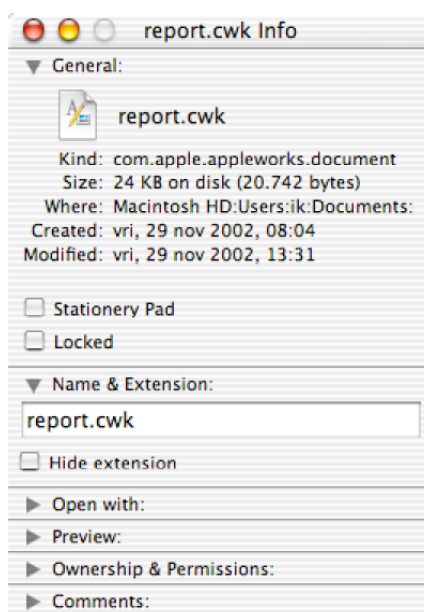 report.cwk Info
General:
report.cwk
Kind: com.apple.appleworks.document
Size: 24 KB on disk (20.742 bytes)
Where: Macintosh HD:Users:ik:Documents:
Created: vri, 29 nov 2002, 08:04
Modified: vri, 29 nov 2002, 13:31
Stationery Pad
Locked
Name & Extension:
report.cwk
Hide extension
Open with:
Preview:
Ownership & Permissions:
Comments: